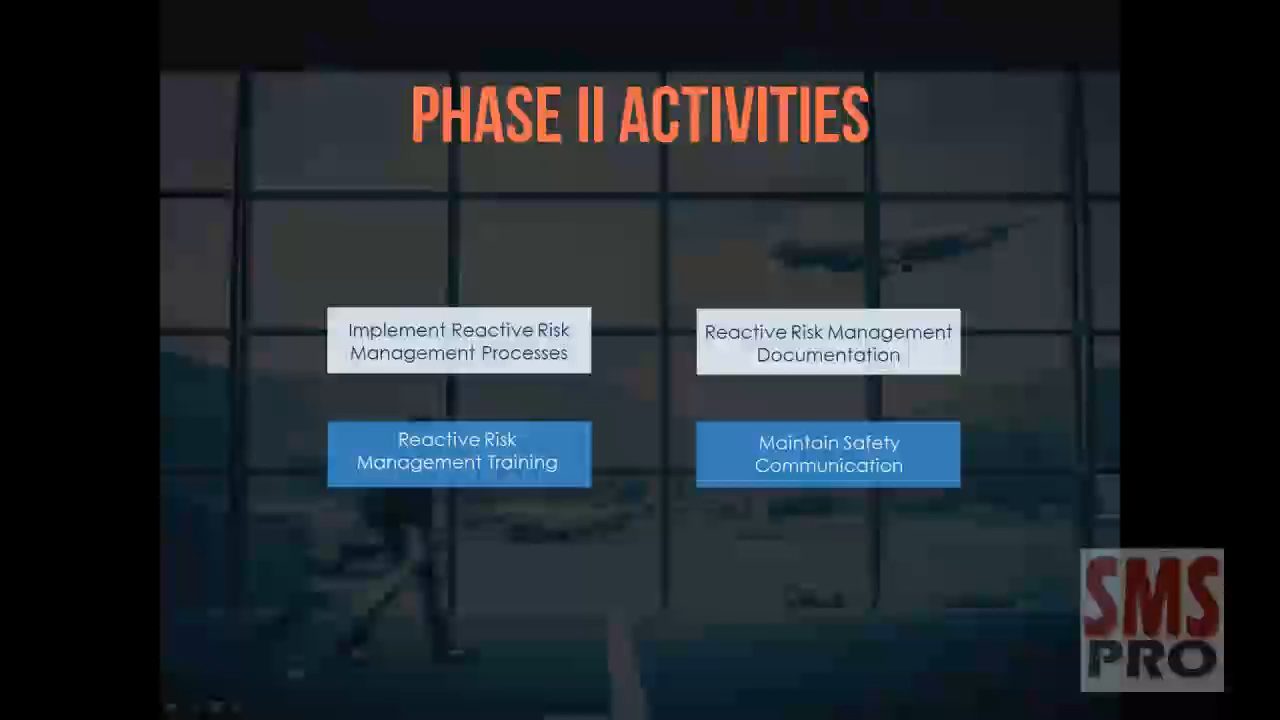 PHASE II ACTIVITIES
Implement Reactive Risk
Management Processes
Reactive Risk Management
Documentation
Reactive Risk
Management Training
Maintain Safety
Communication
SMS
PRO